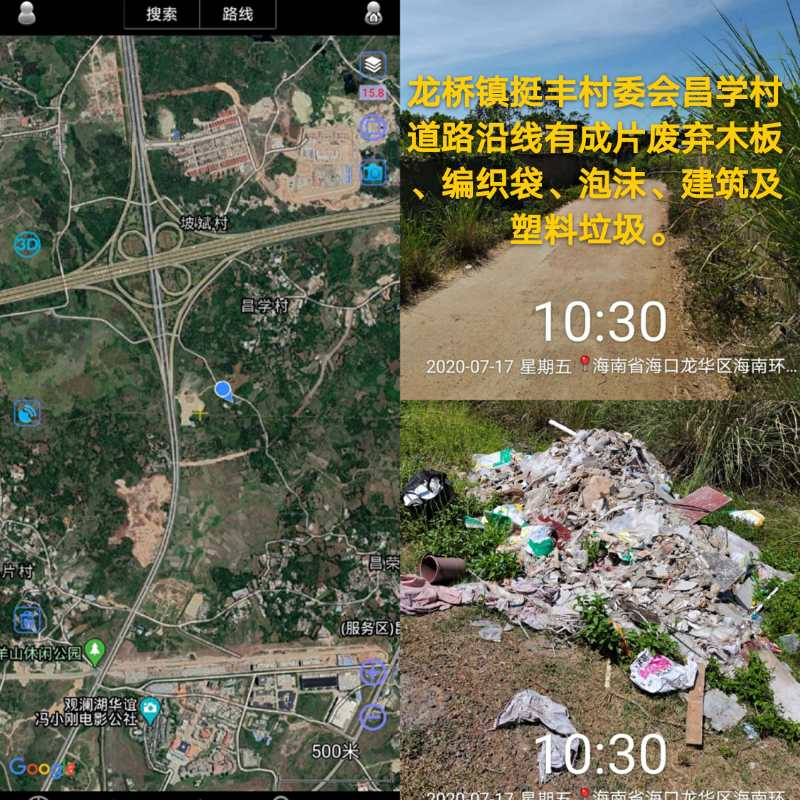 搜索
路线
15.8
3D
坡斌村
昌学村
片村
昌荣
(服务区)
羊山休闲公园
观澜湖华谊
冯小刚电影公社
500米
Google
龙桥镇挺丰村委会昌学村
道路沿线有成片废弃木板
、编织袋、泡沫、建筑及
塑料垃圾。
10:30
2020-07-17 星期五 海南省海口龙华区海南环...
10:30
2020-07-17 星期五 海南省海口龙华区海南环